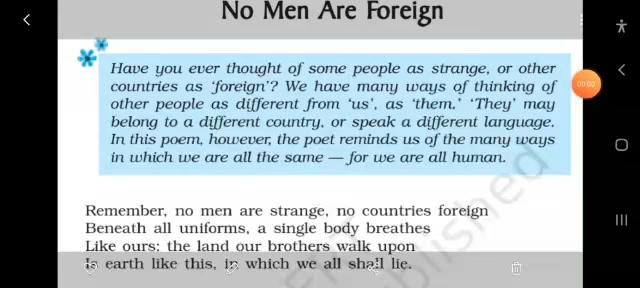 No Men Are Foreign
Have you ever thought of some people as strange, or other
countries as ‘foreign’? We have many ways of thinking of
other people as different from ‘us’, as ‘them.’ ‘They’ may
belong to a different country, or speak a different language.
In this poem, however, the poet reminds us of the many ways
in which we are all the same — for we are all human.
00:00
Remember, no men are strange, no countries foreign
Beneath all uniforms, a single body breathes
Like ours: the land our brothers walk upon
Is earth like this, in which we all shall lie.